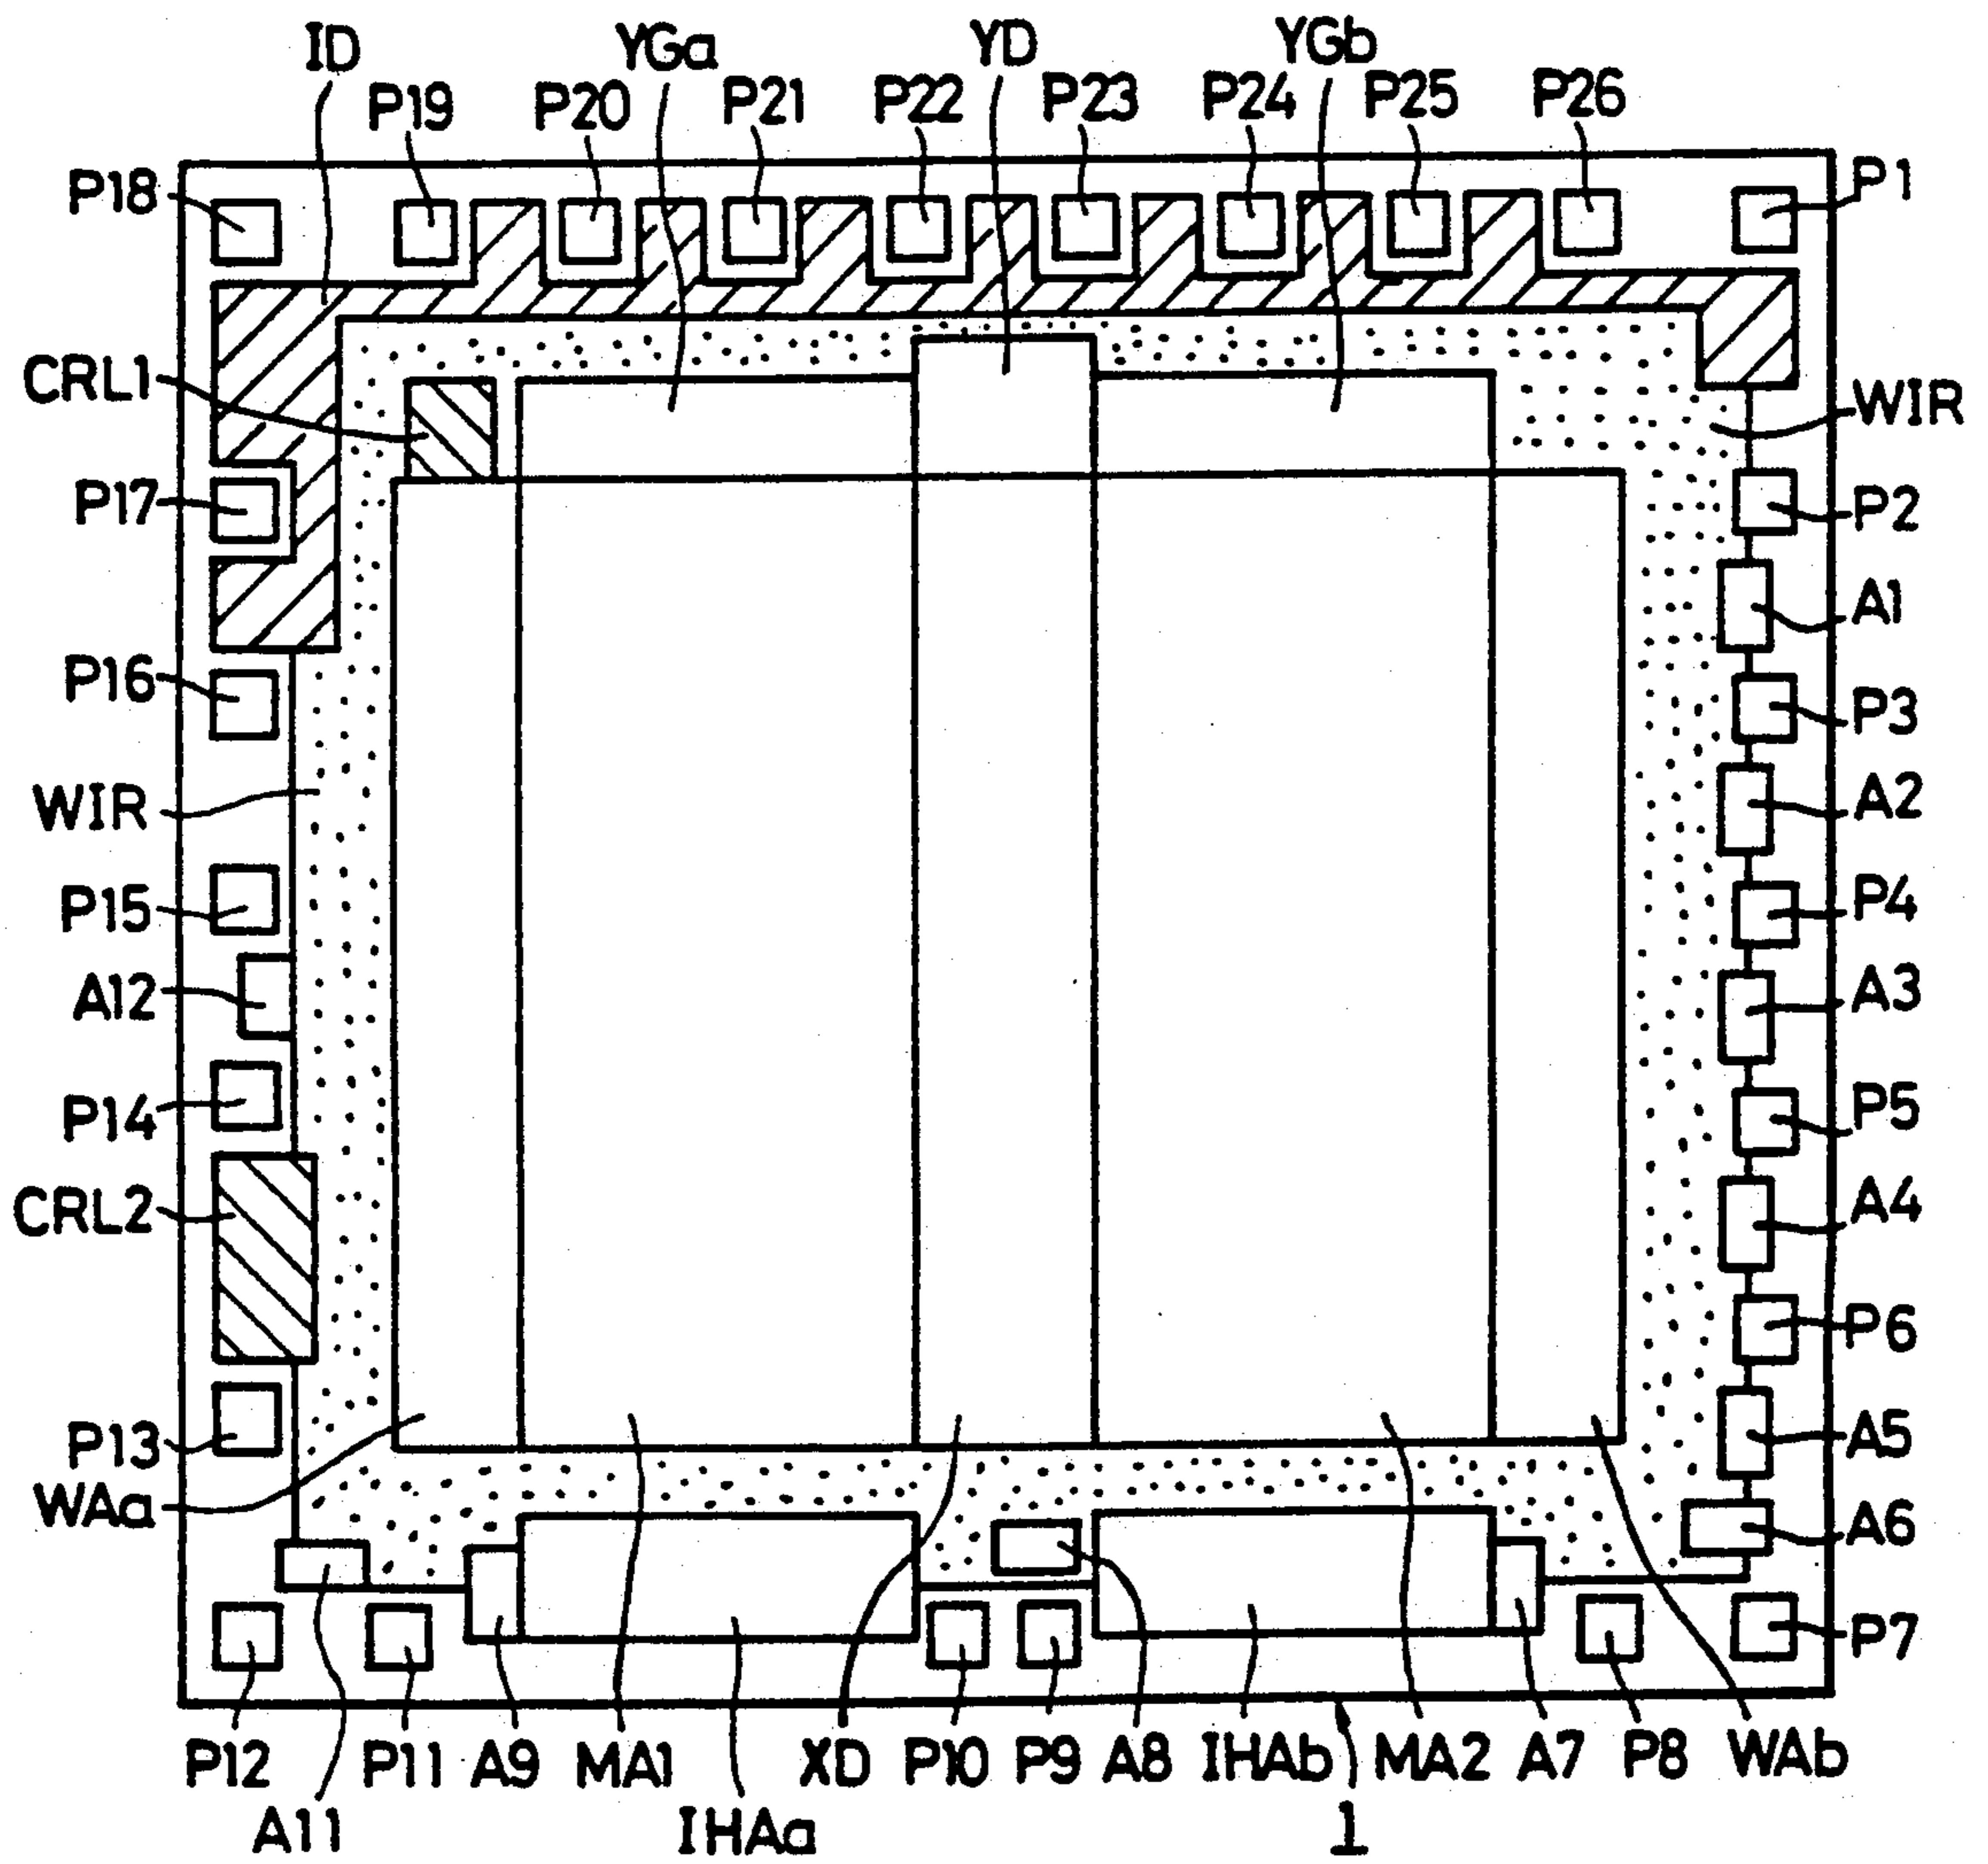 ID YGa YD YGb
P19 P20 P21 P22 P23 P24 P25 P26
P18 P1
CRL1 WIR
P17 P2
A1
P16 P3
WIR A2
P15 P4
A12 A3
P14 P5
CRL2 A4
P6
P13 A5
WAa A6
P7
P12 P11 A9 MA1 XD P10 P9 A8 IHAb MA2 A7 P8 WAb
A11 IHAa 1